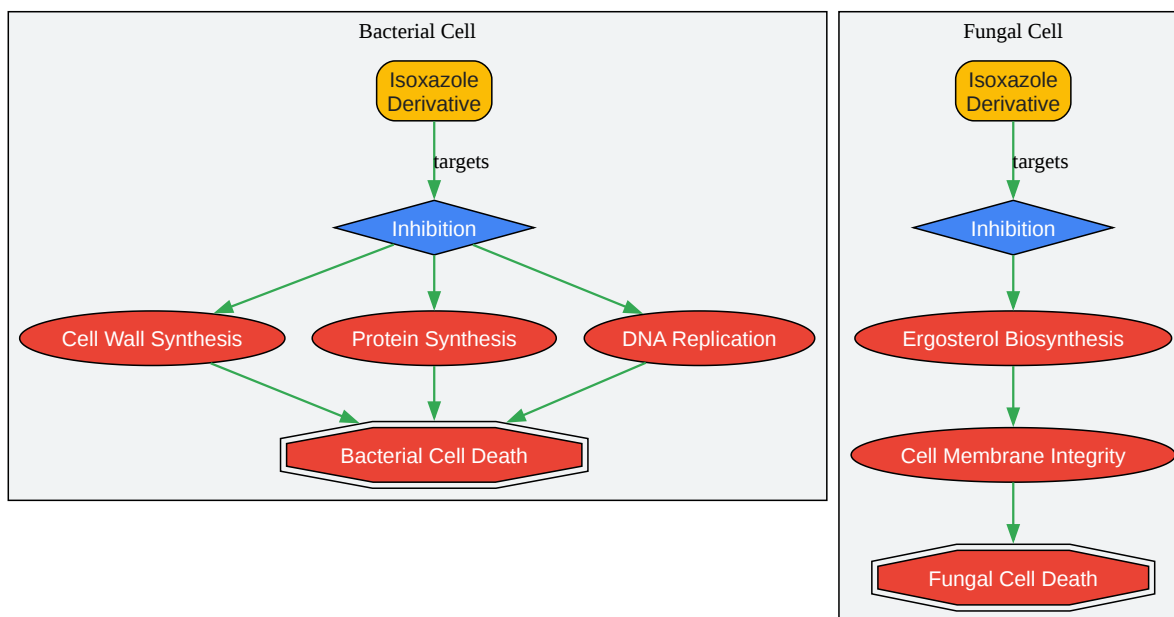 Bacterial Cell
Isoxazole
Derivative
targets
Inhibition
Cell Wall Synthesis
Protein Synthesis
DNA Replication
Bacterial Cell Death
Fungal Cell
Isoxazole
Derivative
targets
Inhibition
Ergosterol Biosynthesis
Cell Membrane Integrity
Fungal Cell Death